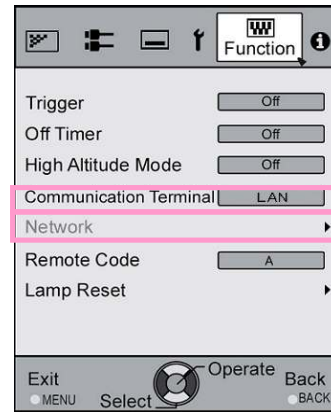 Function
Trigger Off
Off Timer Off
High Altitude Mode Off
Communication Terminal LAN
Network
Remote Code A
Lamp Reset
Exit Operate Back
MENU Select BACK